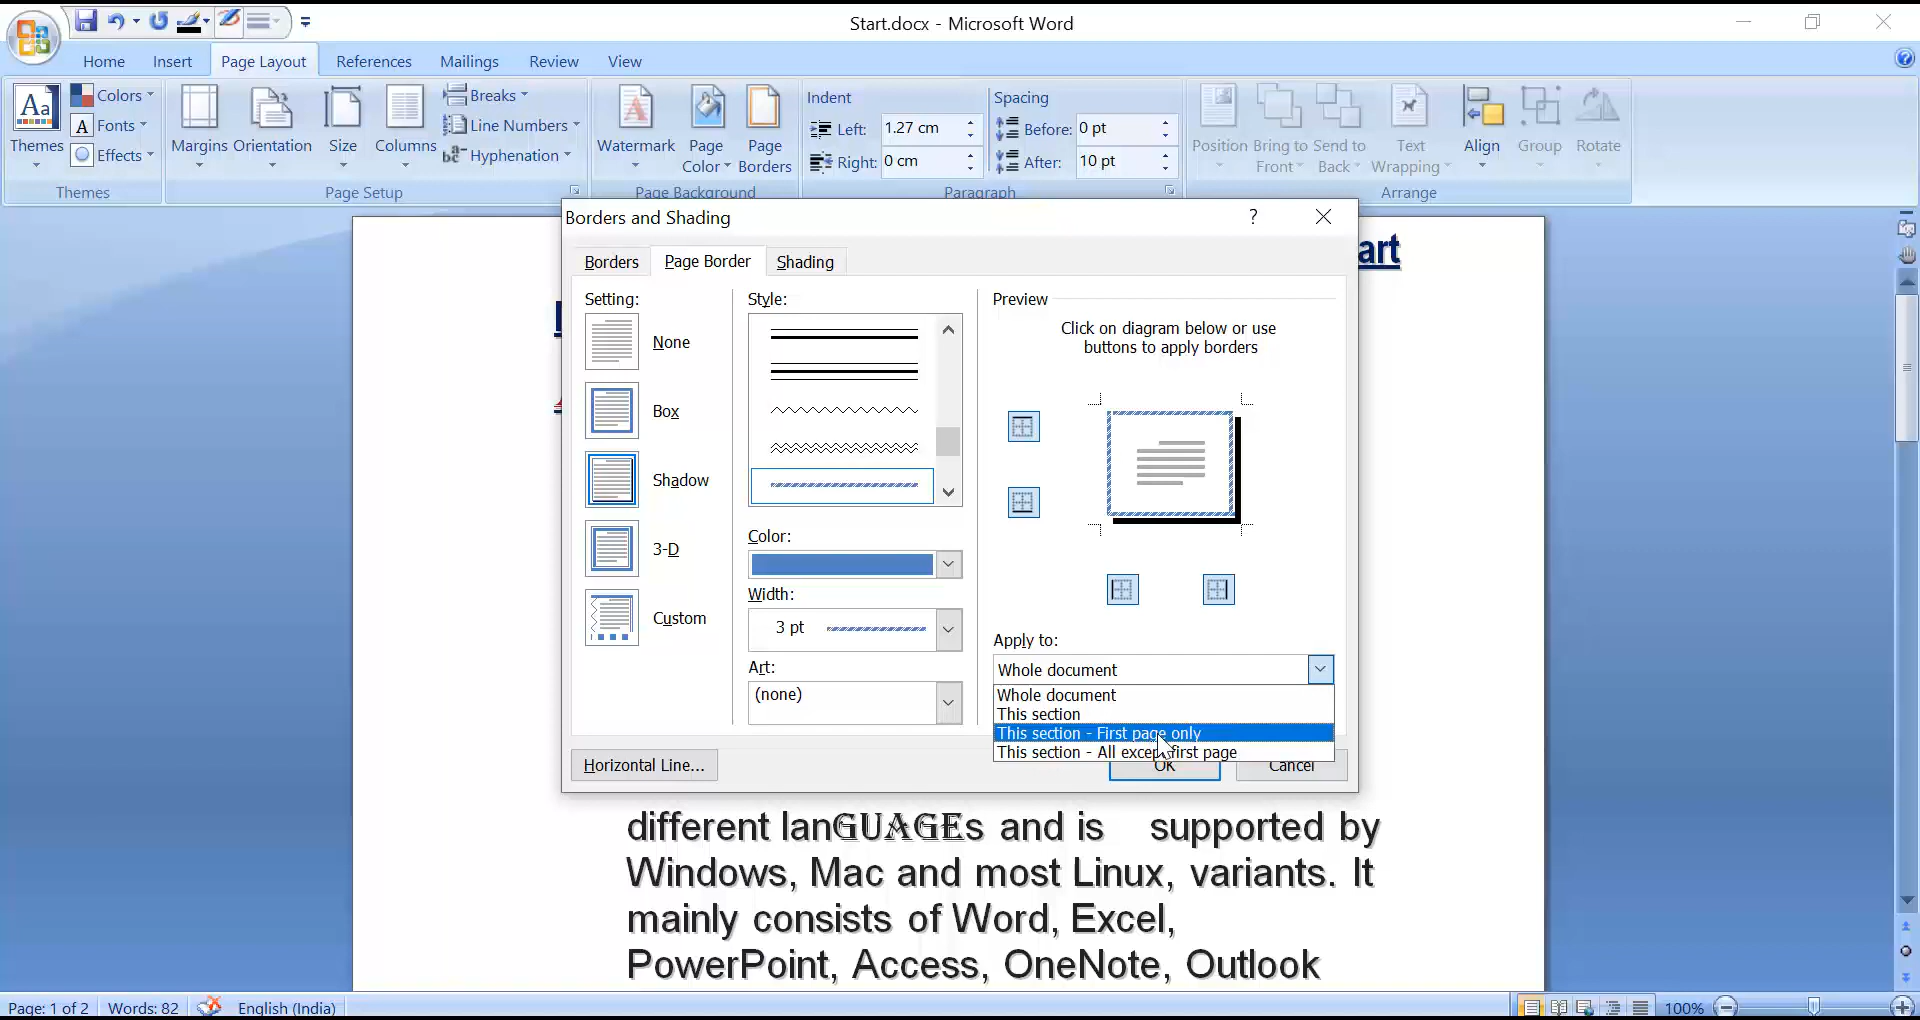 Start.docx - Microsoft Word
Home Insert Page Layout References Mailings Review View
Aa Themes
Colors
A Fonts
Effects
Themes
Margins Orientation Size Columns
Breaks
Line Numbers
Hyphenation
Page Setup
Watermark Page Color Page Borders
Page Background
Indent
Left: 1.27 cm
Right: 0 cm
Spacing
Before: 0 pt
After: 10 pt
Paragraph
Position Bring to Front Send to Back Text Wrapping Align Group Rotate
Arrange
art
Borders and Shading ?
Borders Page Border Shading
Setting:
None
Box
Shadow
3-D
Custom
Style:
Color:
Width:
3 pt
Art:
(none)
Preview
Click on diagram below or use
buttons to apply borders
Apply to:
Whole document
Whole document
This section
This section - First page only
This section - All except first page
Horizontal Line... OK Cancel
different lanGUAGEs and is supported by
Windows, Mac and most Linux, variants. It
mainly consists of Word, Excel,
PowerPoint, Access, OneNote, Outlook
Page: 1 of 2 Words: 82 English (India) 100%